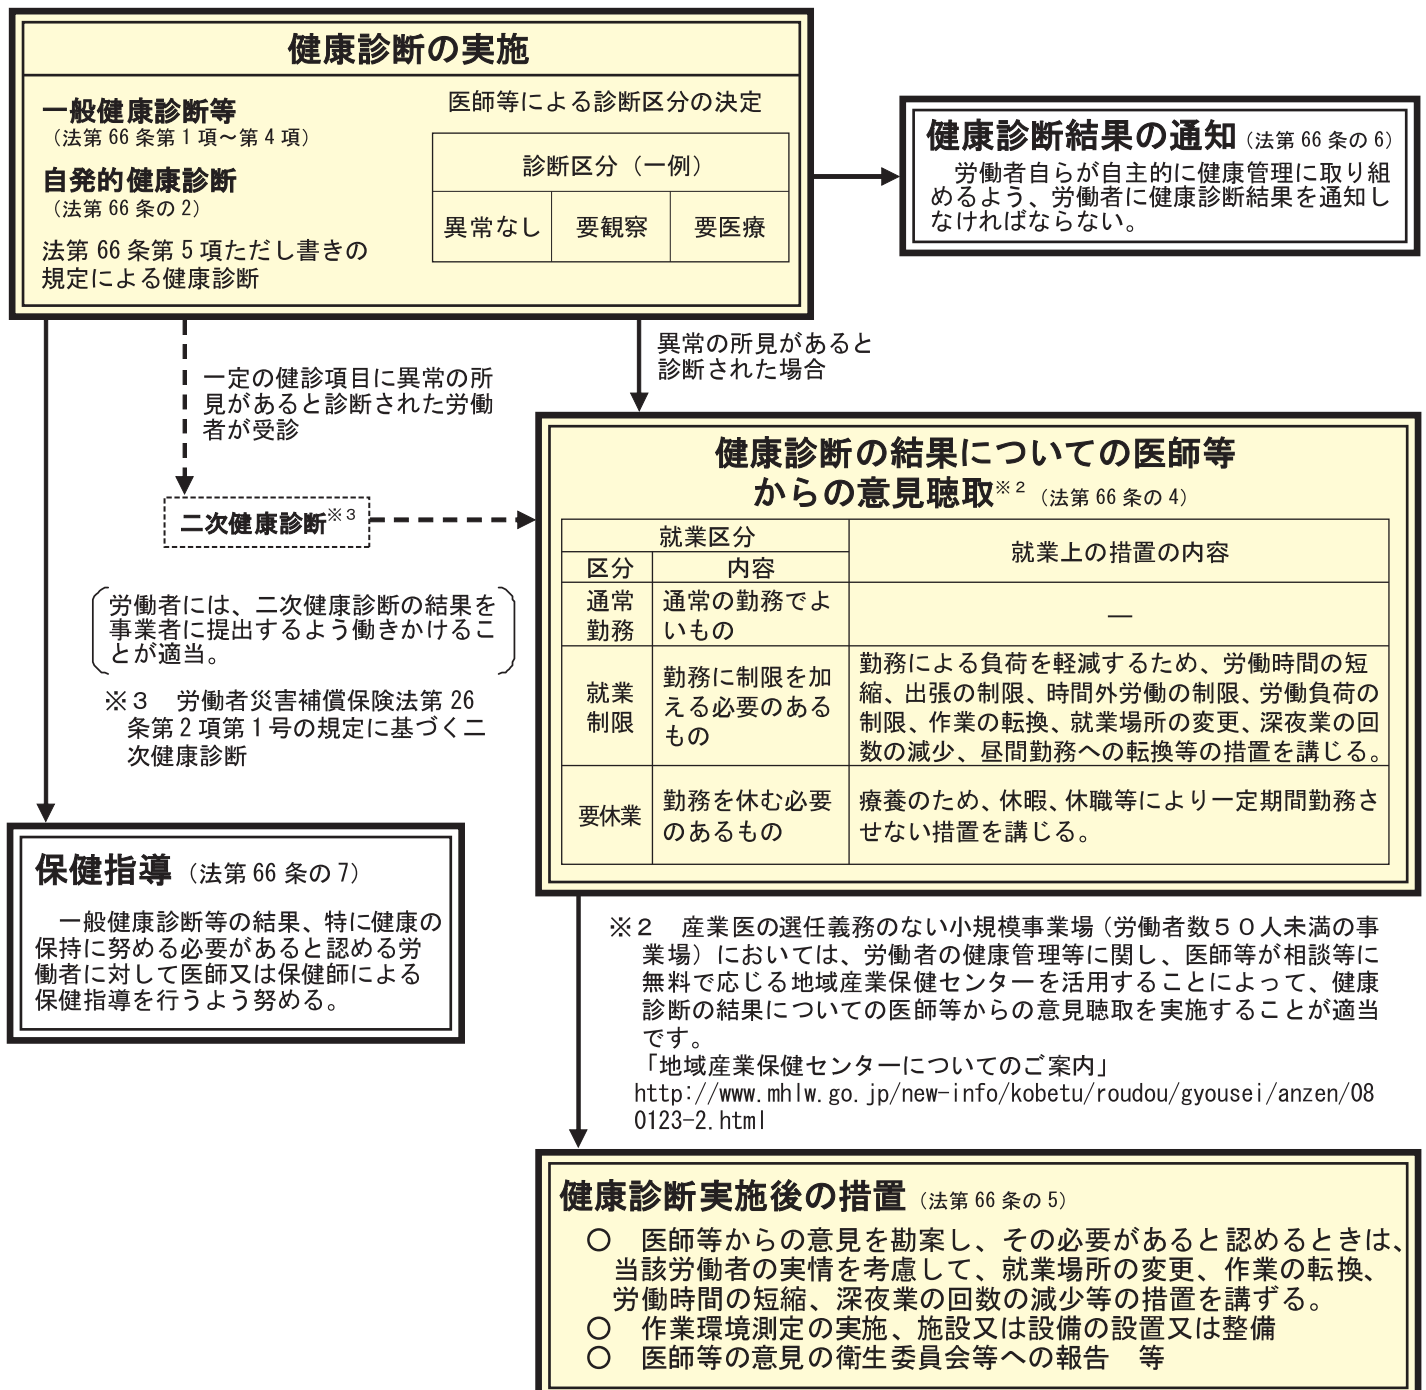 健康診断の実施
一般健康診断等
（法第66条第1項～第4項）
自発的健康診断
（法第66条の2）
法第66条第5項ただし書きの
規定による健康診断
医師等による診断区分の決定
診断区分（一例）
異常なし 要観察 要医療
健康診断結果の通知（法第66条の6）
労働者自らが自主的に健康管理に取り組
めるよう、労働者に健康診断結果を通知し
なければならない。
異常の所見があると
診断された場合
一定の健診項目に異常の所
見があると診断された労働
者が受診
二次健康診断※3
労働者には、二次健康診断の結果を
事業者に提出するよう働きかけるこ
とが適当。
※３　労働者災害補償保険法第26
条第2項第1号の規定に基づく二
次健康診断
健康診断の結果についての医師等
からの意見聴取※2（法第66条の4）
就業区分
就業上の措置の内容
区分 内容
通常
勤務
通常の勤務でよ
いもの
―
就業
制限
勤務に制限を加
える必要のある
もの
勤務による負荷を軽減するため、労働時間の短
縮、出張の制限、時間外労働の制限、労働負荷の
制限、作業の転換、就業場所の変更、深夜業の回
数の減少、昼間勤務への転換等の措置を講じる。
要休業
勤務を休む必要
のあるもの
療養のため、休暇、休職等により一定期間勤務さ
せない措置を講じる。
保健指導（法第66条の7）
一般健康診断等の結果、特に健康の
保持に努める必要があると認める労
働者に対して医師又は保健師による
保健指導を行うよう努める。
※２　産業医の選任義務のない小規模事業場（労働者数５０人未満の事
業場）においては、労働者の健康管理等に関し、医師等が相談等に
無料で応じる地域産業保健センターを活用することによって、健康
診断の結果についての医師等からの意見聴取を実施することが適当
です。
「地域産業保健センターについてのご案内」
http://www.mhlw.go.jp/new-info/kobetu/roudou/gyousei/anzen/08
0123-2.html
健康診断実施後の措置（法第66条の5）
○　医師等からの意見を勘案し、その必要があると認めるときは、
当該労働者の実情を考慮して、就業場所の変更、作業の転換、
労働時間の短縮、深夜業の回数の減少等の措置を講ずる。
○　作業環境測定の実施、施設又は設備の設置又は整備
○　医師等の意見の衛生委員会等への報告　等